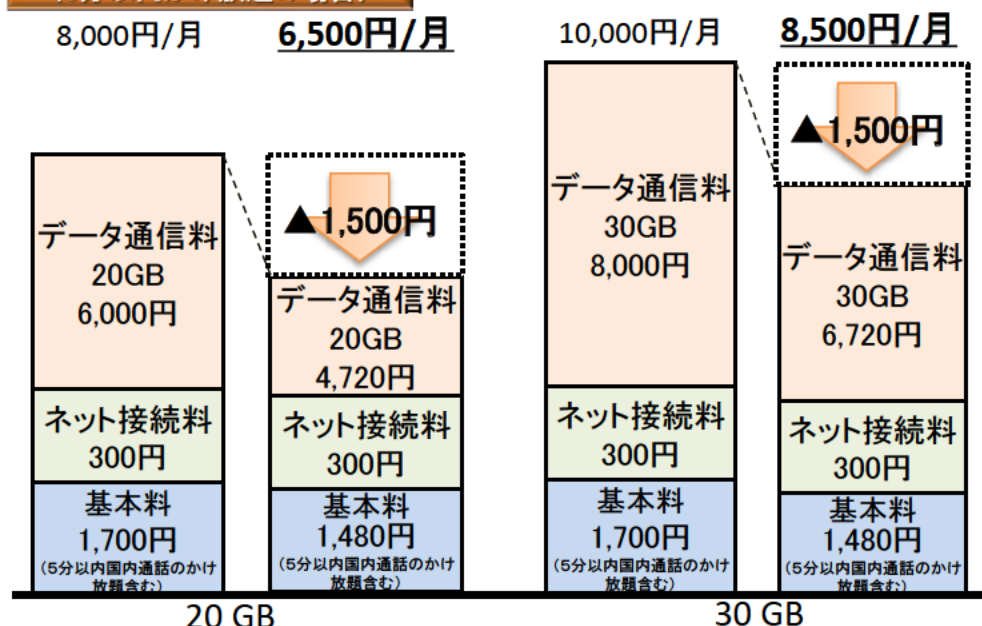 8,000円/月
6,500円/月
10,000円/月
8,500円/月
▲1,500円
▲1,500円
データ通信料
20GB
6,000円
データ通信料
20GB
4,720円
データ通信料
30GB
8,000円
データ通信料
30GB
6,720円
ネット接続料
300円
ネット接続料
300円
ネット接続料
300円
ネット接続料
300円
基本料
1,700円
(5分以内国内通話のかけ
放題含む)
基本料
1,480円
(5分以内国内通話のかけ
放題含む)
基本料
1,700円
(5分以内国内通話のかけ
放題含む)
基本料
1,480円
(5分以内国内通話のかけ
放題含む)
20 GB
30 GB